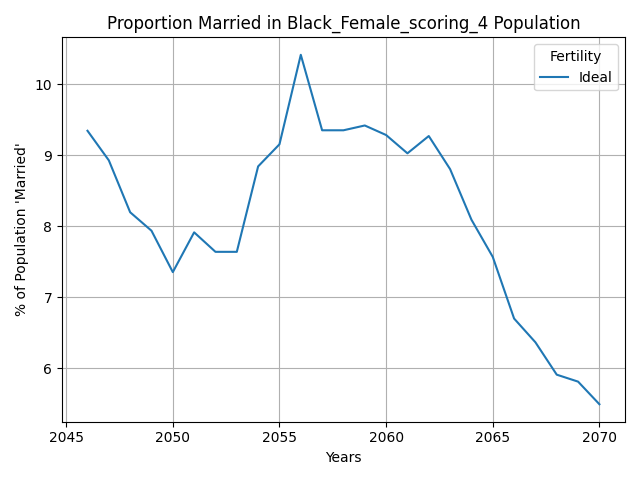 Proportion Married in Black_Female_scoring_4 Population
Fertility
Ideal
% of Population 'Married'
10
9
8
7
6
2045 2050 2055 2060 2065 2070
Years